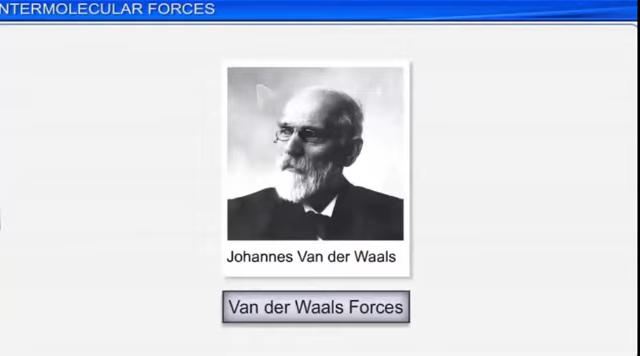 NTERMOLECULAR FORCES
Johannes Van der Waals
Van der Waals Forces